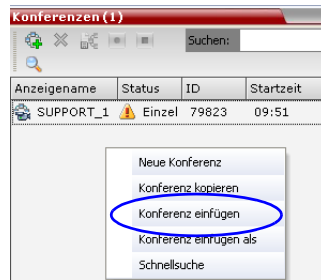 Konferenzen (1)
Suchen:
Anzeigename Status ID Startzeit
SUPPORT_1 Einzel 79823 09:51
Neue Konferenz
Konferenz kopieren
Konferenz einfügen
Konferenz einfügen als
Schnellsuche